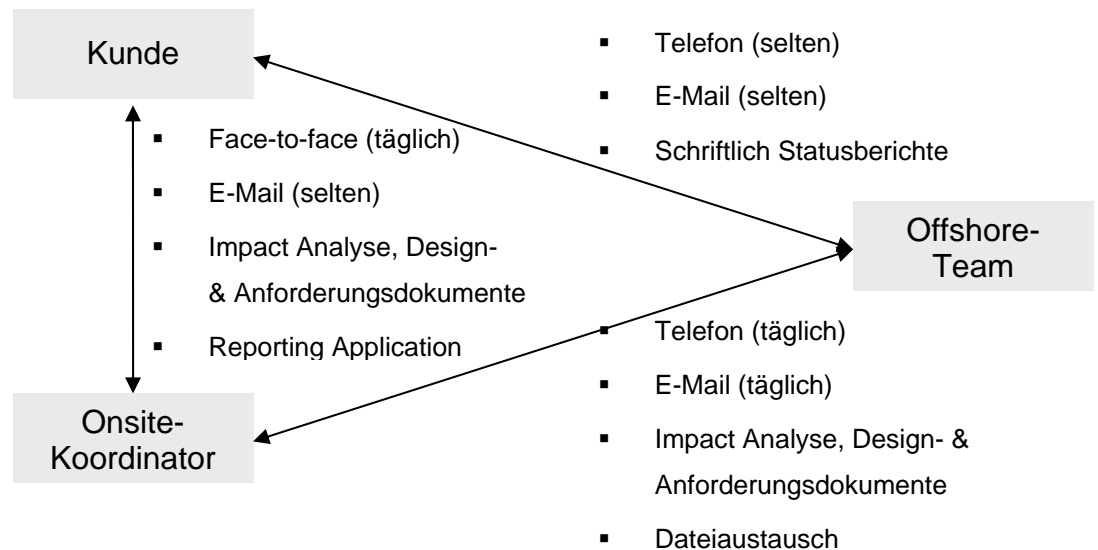 Kunde
▪ Telefon (selten)
▪ E-Mail (selten)
▪ Schriftlich Statusberichte
▪ Face-to-face (täglich)
▪ E-Mail (selten)
▪ Impact Analyse, Design-
& Anforderungsdokumente
▪ Reporting Application
Offshore-
Team
Onsite-
Koordinator
▪ Telefon (täglich)
▪ E-Mail (täglich)
▪ Impact Analyse, Design- &
Anforderungsdokumente
▪ Dateiaustausch